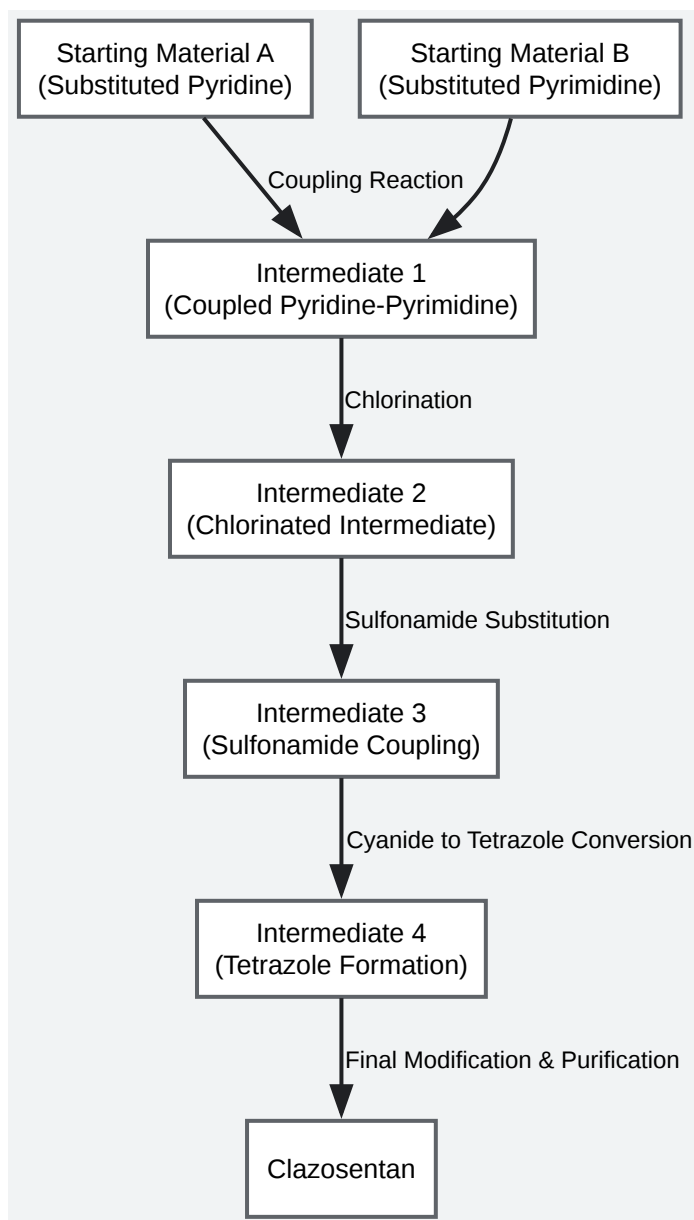 Starting Material A
(Substituted Pyridine)
Starting Material B
(Substituted Pyrimidine)
Coupling Reaction
Intermediate 1
(Coupled Pyridine-Pyrimidine)
Chlorination
Intermediate 2
(Chlorinated Intermediate)
Sulfonamide Substitution
Intermediate 3
(Sulfonamide Coupling)
Cyanide to Tetrazole Conversion
Intermediate 4
(Tetrazole Formation)
Final Modification & Purification
Clazosentan